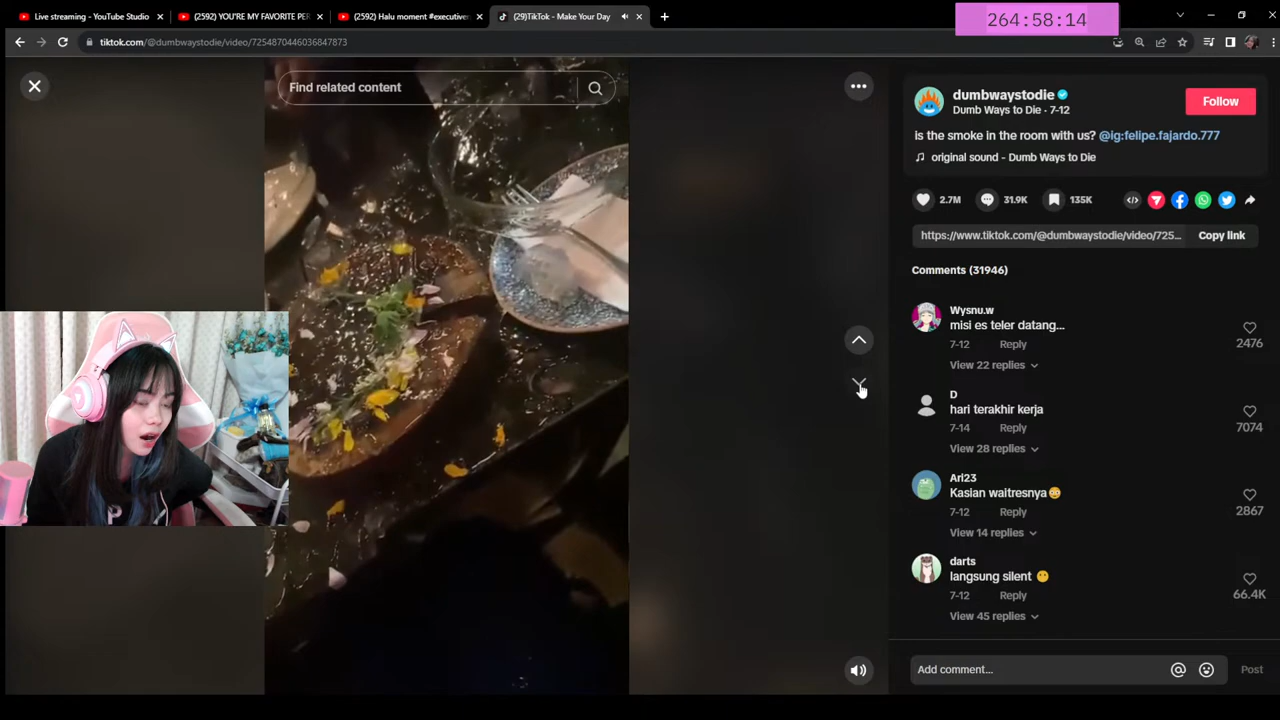 Live streaming - YouTube Studio
(2592) YOU'RE MY FAVORITE PER
(2592) Halu moment #executive
(29)TikTok - Make Your Day
264:58:14
tiktok.com/@dumbwaystodie/video/7254870446036847873
Find related content
dumbwaystodie
Dumb Ways to Die · 7-12
Follow
is the smoke in the room with us? @ig:felipe.fajardo.777
original sound - Dumb Ways to Die
2.7M
31.9K
135K
https://www.tiktok.com/@dumbwaystodie/video/725...
Copy link
Comments (31946)
Wysnu.w
misi es teler datang...
7-12 Reply
2476
View 22 replies
D
hari terakhir kerja
7-14 Reply
7074
View 28 replies
Ari23
Kasian waitresnya😳
7-12 Reply
2867
View 14 replies
darts
langsung silent 😶
7-12 Reply
66.4K
View 45 replies
Add comment...
Post